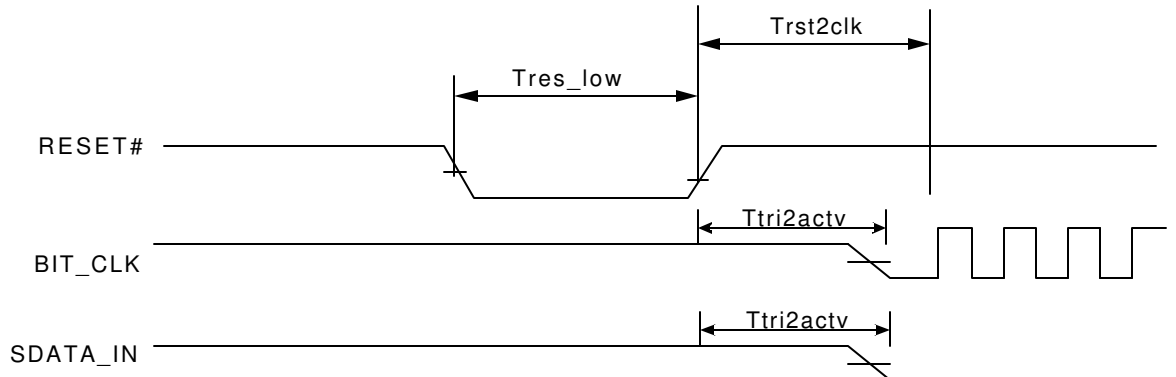 Trst2clk
Tres_low
RESET#
Ttri2actv
BIT_CLK
Ttri2actv
SDATA_IN